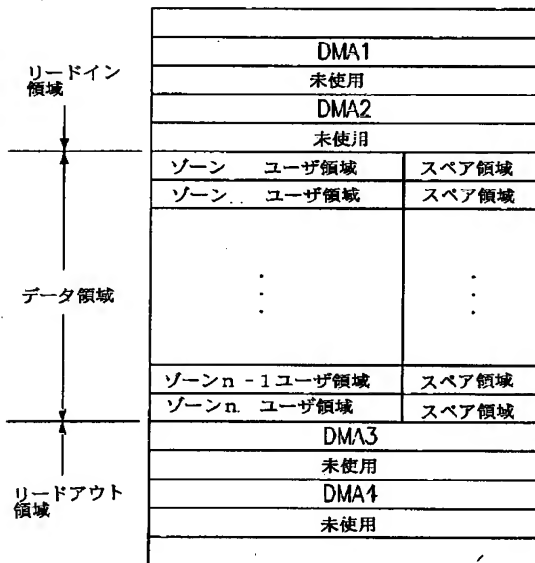 DMA1
リードイン
領域
未使用
DMA2
未使用
ゾーン ユーザ領域 スペア領域
ゾーン.. ユーザ領域 スペア領域
データ領域
ゾーンn -1ユーザ領域 スペア領域
ゾーンn. ユーザ領域 スペア領域
DMA3
未使用
リードアウト
領域
DMA4
未使用